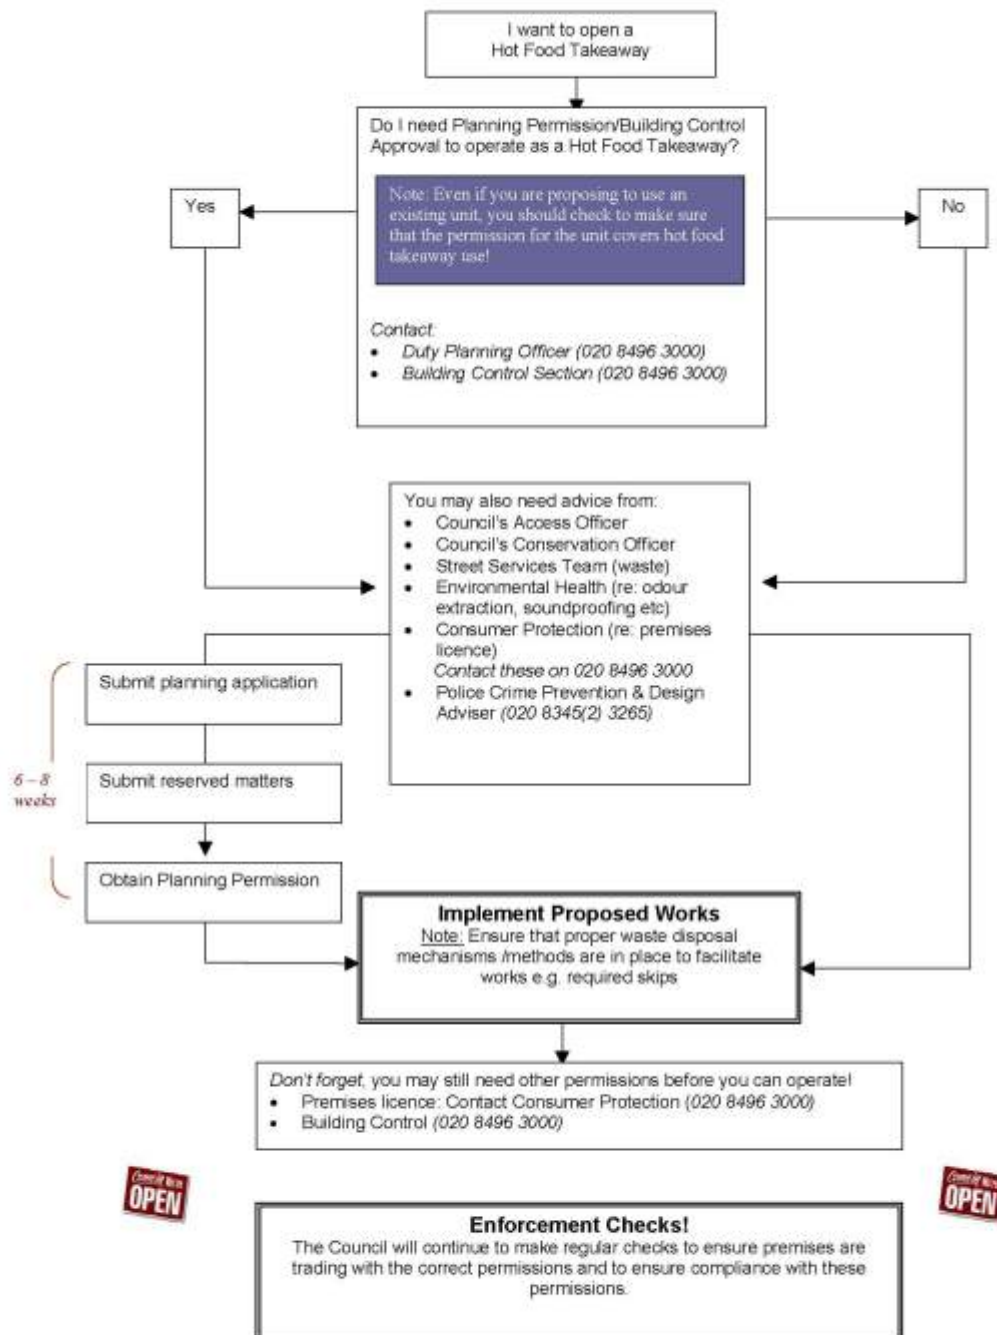 I want to open a
Hot Food Takeaway
Do I need Planning Permission/Building Control
Approval to operate as a Hot Food Takeaway?
Yes
Note: Even if you are proposing to use an
existing unit, you should check to make sure
that the permission for the unit covers hot food
takeaway use!
No
Contact:
• Duty Planning Officer (020 8496 3000)
• Building Control Section (020 8496 3000)
You may also need advice from:
• Council's Access Officer
• Council's Conservation Officer
• Street Services Team (waste)
• Environmental Health (re: odour
extraction, soundproofing etc)
• Consumer Protection (re: premises
licence)
Contact these on 020 8496 3000
• Police Crime Prevention & Design
Adviser (020 8345(2) 3265)
Submit planning application
6 – 8
weeks
Submit reserved matters
Obtain Planning Permission
Implement Proposed Works
Note: Ensure that proper waste disposal
mechanisms /methods are in place to facilitate
works e.g. required skips
Don't forget, you may still need other permissions before you can operate!
• Premises licence: Contact Consumer Protection (020 8496 3000)
• Building Control (020 8496 3000)
OPEN
OPEN
Enforcement Checks!
The Council will continue to make regular checks to ensure premises are
trading with the correct permissions and to ensure compliance with these
permissions.